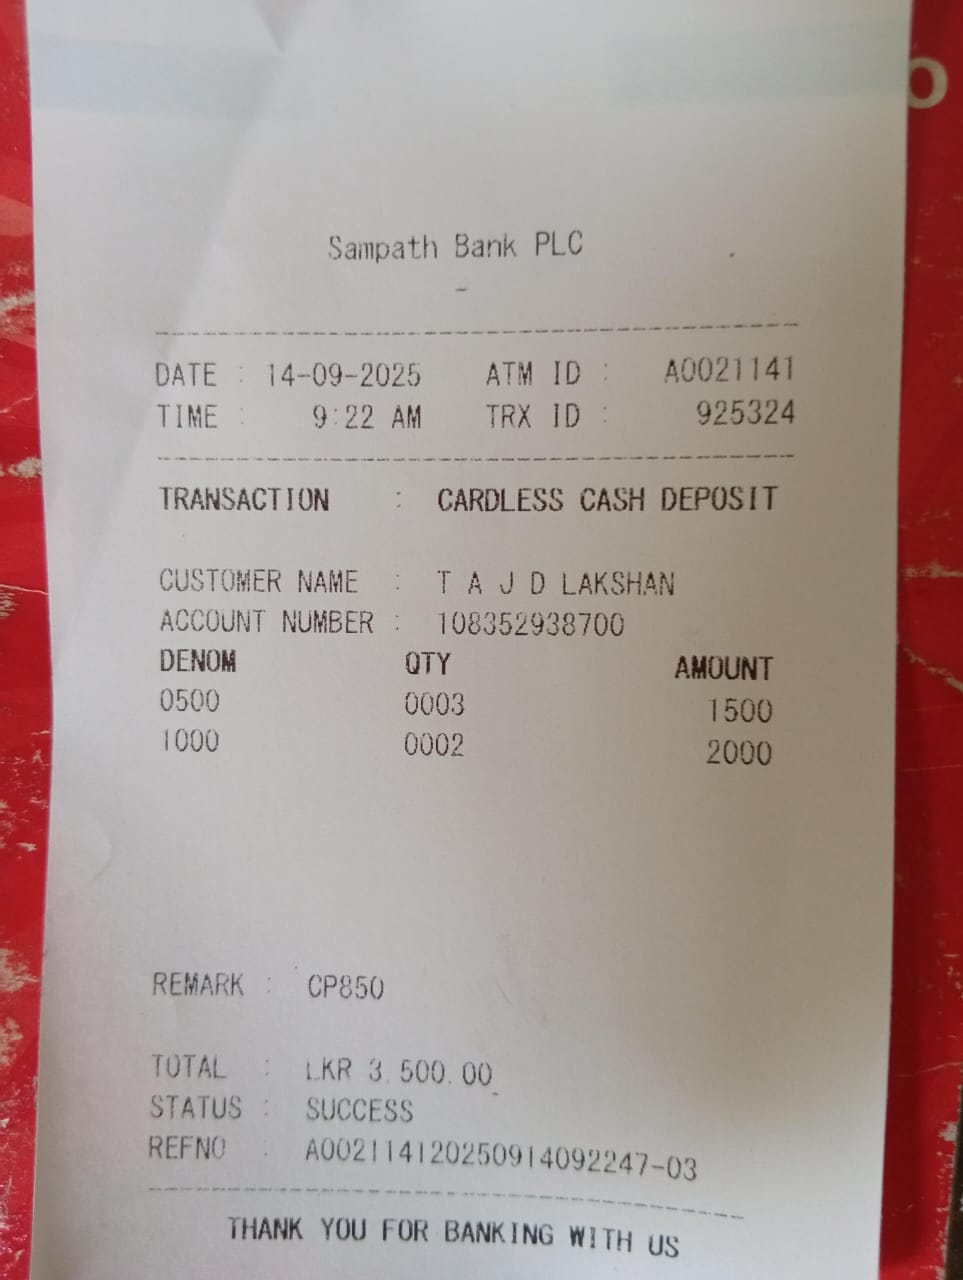 Sampath Bank PLC
-
DATE : 14-09-2025 ATM ID : A0021141
TIME : 9:22 AM TRX ID : 925324
TRANSACTION : CARDLESS CASH DEPOSIT
CUSTOMER NAME : T A J D LAKSHAN
ACCOUNT NUMBER : 108352938700
DENOM QTY AMOUNT
0500 0003 1500
1000 0002 2000
REMARK : CP850
TOTAL : LKR 3,500.00
STATUS : SUCCESS
REFNO : A002114120250914092247-03
THANK YOU FOR BANKING WITH US